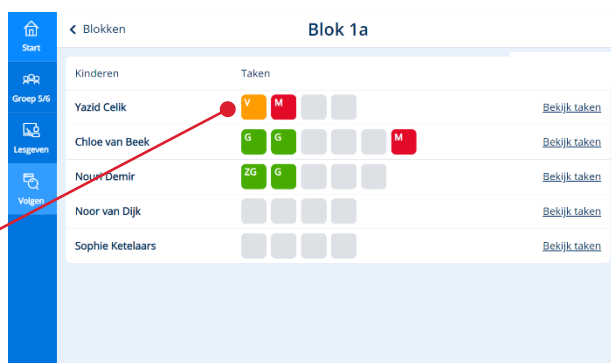 Start
Groep 5/6
Lesgeven
Volgen
Blokken
Blok 1a
Kinderen Taken
Yazid Celik V M Bekijk taken
Chloe van Beek G G M Bekijk taken
Nouri Demir ZG G Bekijk taken
Noor van Dijk Bekijk taken
Sophie Ketelaars Bekijk taken